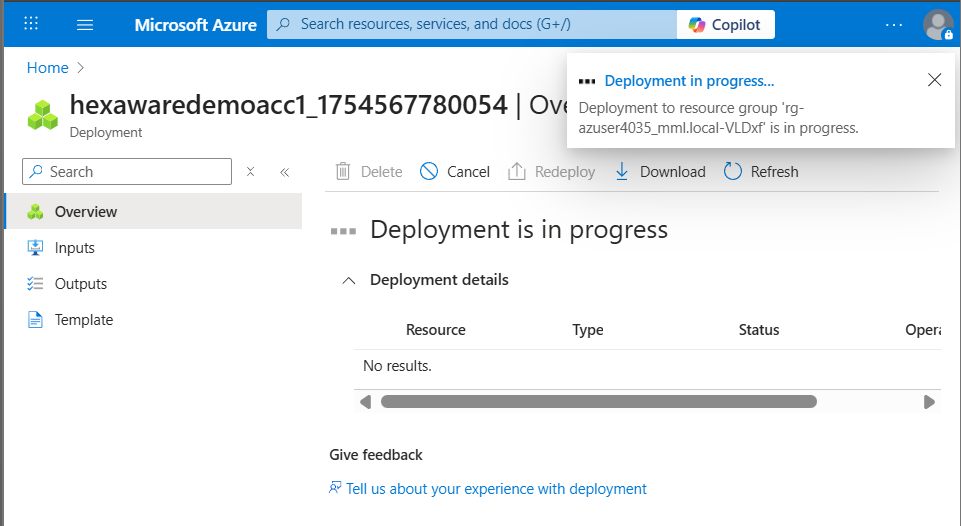 Microsoft Azure
Search resources, services, and docs (G+/)
Copilot
Home
Deployment in progress...
Deployment to resource group 'rg-
azuser4035_mml.local-VLDxf' is in progress.
hexawaredemoacc1_1754567780054 | Ove
Deployment
Search
Delete Cancel Redeploy Download Refresh
Overview
Inputs
Outputs
Template
Deployment is in progress
Deployment details
Resource Type Status Opera
No results.
Give feedback
Tell us about your experience with deployment